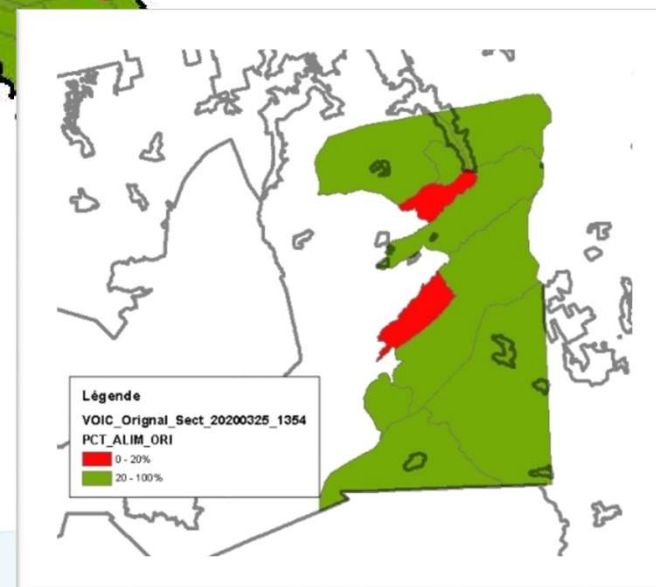 Légende
VOIC_Orignal_Sect_20200325_1354
PCT_ALIM_ORI
0 - 20%
20 - 100%